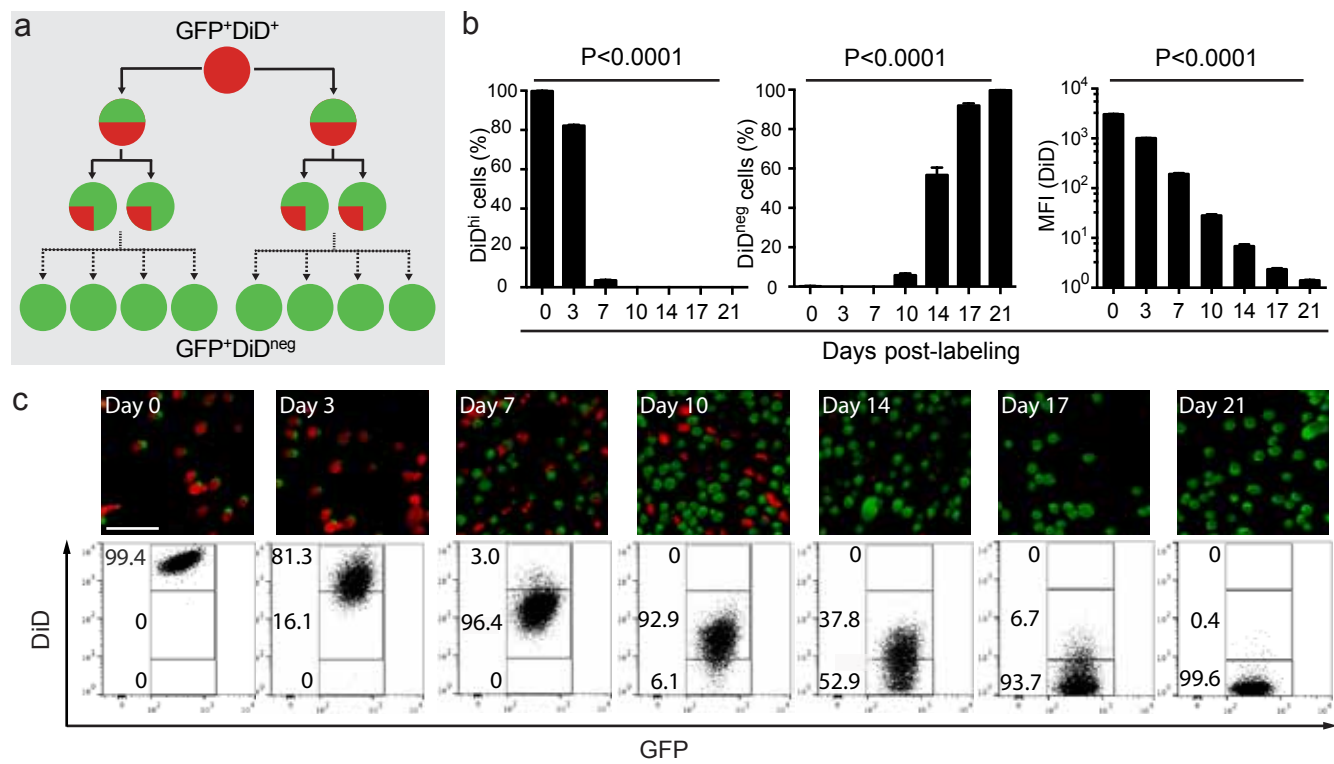 a
GFP+DiD+
GFP+DiDneg
b
P<0.0001
P<0.0001
P<0.0001
DiDhi cells (%)
100
80
60
40
20
0
0 3 7 10 14 17 21
DiDneg cells (%)
100
80
60
40
20
0
0 3 7 10 14 17 21
MFI (DiD)
10^4
10^3
10^2
10^1
10^0
0 3 7 10 14 17 21
Days post-labeling
c
Day 0
Day 3
Day 7
Day 10
Day 14
Day 17
Day 21
DiD
99.4
0
0
81.3
16.1
0
3.0
96.4
0
0
92.9
6.1
0
37.8
52.9
0
6.7
93.7
0
0.4
99.6
GFP